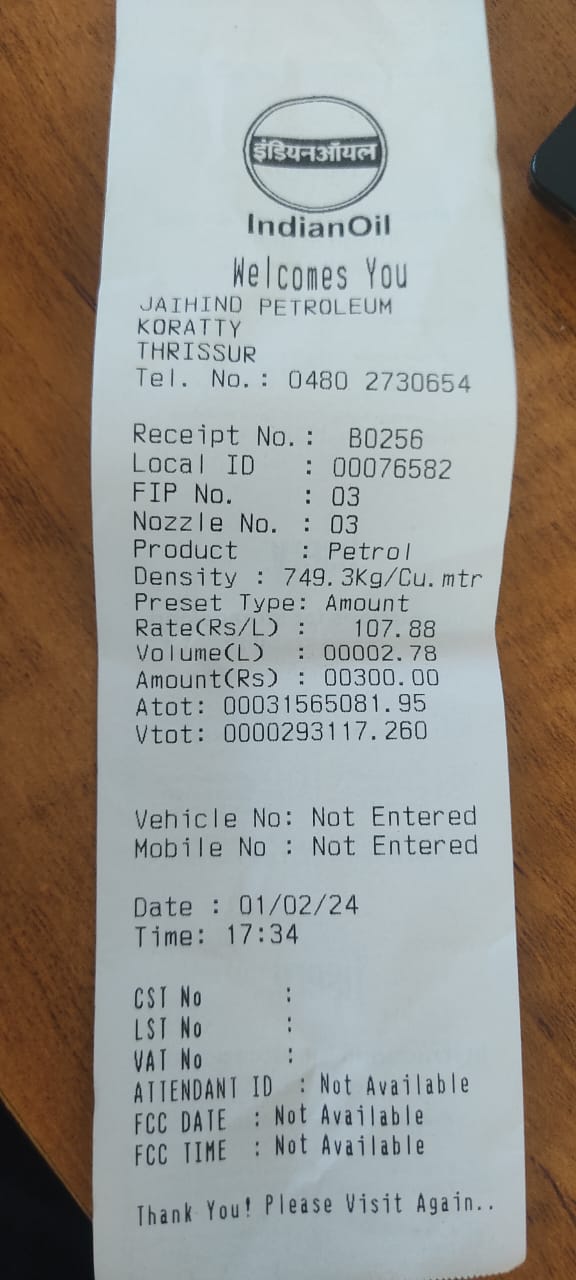 इंडियनऑयल
IndianOil
Welcomes You
JAIHIND PETROLEUM
KORATTY
THRISSUR
Tel. No.: 0480 2730654
Receipt No.: B0256
Local ID : 00076582
FIP No. : 03
Nozzle No. : 03
Product : Petrol
Density : 749.3Kg/Cu.mtr
Preset Type: Amount
Rate(Rs/L) : 107.88
Volume(L) : 00002.78
Amount(Rs) : 00300.00
Atot: 00031565081.95
Vtot: 0000293117.260
Vehicle No: Not Entered
Mobile No : Not Entered
Date : 01/02/24
Time: 17:34
CST No :
LST No :
VAT No :
ATTENDANT ID : Not Available
FCC DATE : Not Available
FCC TIME : Not Available
Thank You! Please Visit Again..